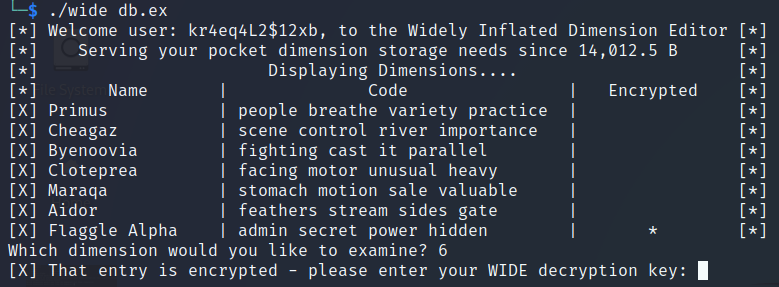 └─$ ./wide db.ex
[*] Welcome user: kr4eq4L2$12xb, to the Widely Inflated Dimension Editor [*]
[*]    Serving your pocket dimension storage needs since 14,012.5 B      [*]
[*]                       Displaying Dimensions....                      [*]
[*]       Name          |              Code                |   Encrypted    [*]
[X] Primus              | people breathe variety practice  |                [*]
[X] Cheagaz             | scene control river importance   |                [*]
[X] Byenoovia           | fighting cast it parallel        |                [*]
[X] Cloteprea           | facing motor unusual heavy       |                [*]
[X] Maraqa              | stomach motion sale valuable     |                [*]
[X] Aidor               | feathers stream sides gate       |                [*]
[X] Flaggle Alpha       | admin secret power hidden        |       *        [*]
Which dimension would you like to examine? 6
[X] That entry is encrypted - please enter your WIDE decryption key: